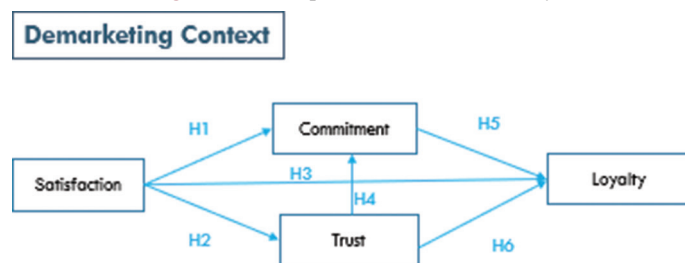 Demarketing Context
H1
Commitment
H5
Satisfaction
H3
Loyalty
H4
H2
Trust
H6